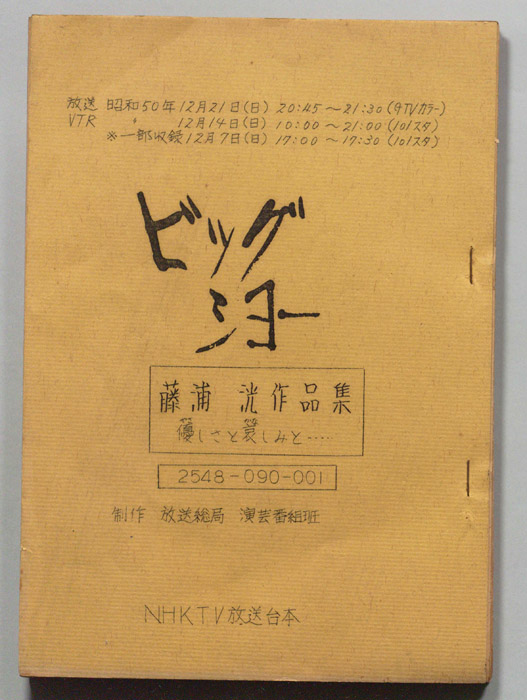 放送 昭和50年12月21日(日) 20:45～21:30(GTVカラー)
VTR 〃 12月14日(日) 10:00～21:00(101スタ)
※一部収録12月7日(日) 17:00～17:30(101スタ)
ビッグ
ショー
藤浦 洸作品集
優しさと哀しみと……
2548-090-001
制作 放送総局 演芸番組班
NHKTV放送台本